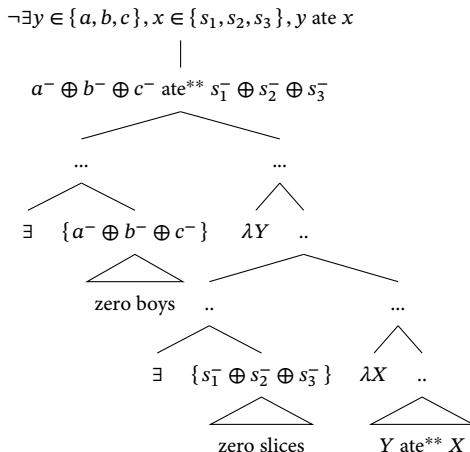 ¬∃y ∈ {a, b, c}, x ∈ {s₁, s₂, s₃}, y ate x
a⁻ ⊕ b⁻ ⊕ c⁻ ate** s₁⁻ ⊕ s₂⁻ ⊕ s₃⁻
... ...
∃ {a⁻ ⊕ b⁻ ⊕ c⁻} λY ..
zero boys .. ...
∃ {s₁⁻ ⊕ s₂⁻ ⊕ s₃⁻} λX ..
zero slices Y ate** X